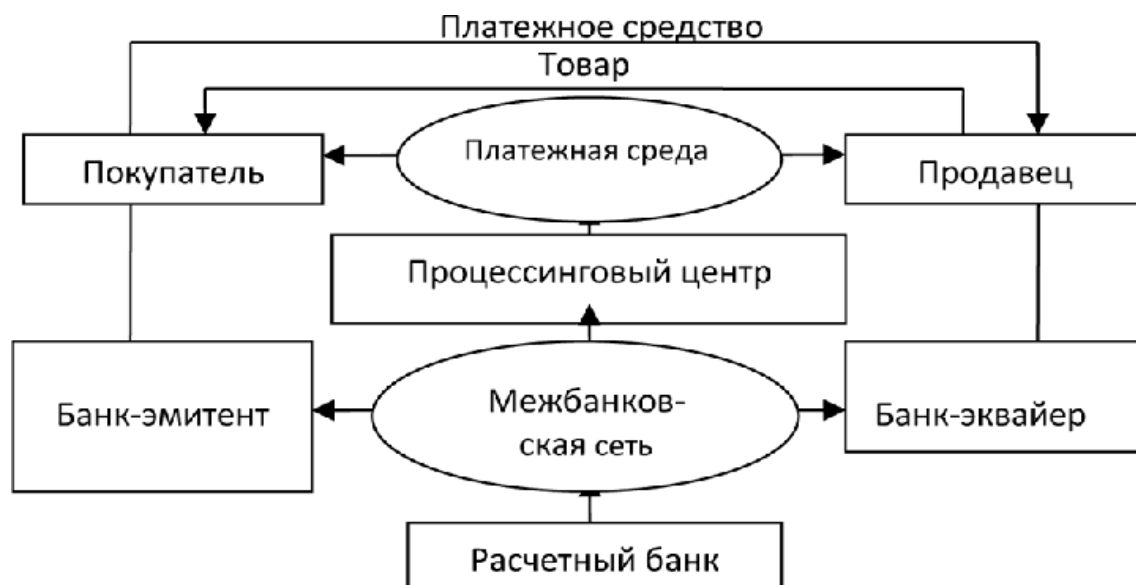 Платежное средство
Товар
Покупатель
Платежная среда
Продавец
Процессинговый центр
Банк-эмитент
Межбанков-
ская сеть
Банк-эквайер
Расчетный банк